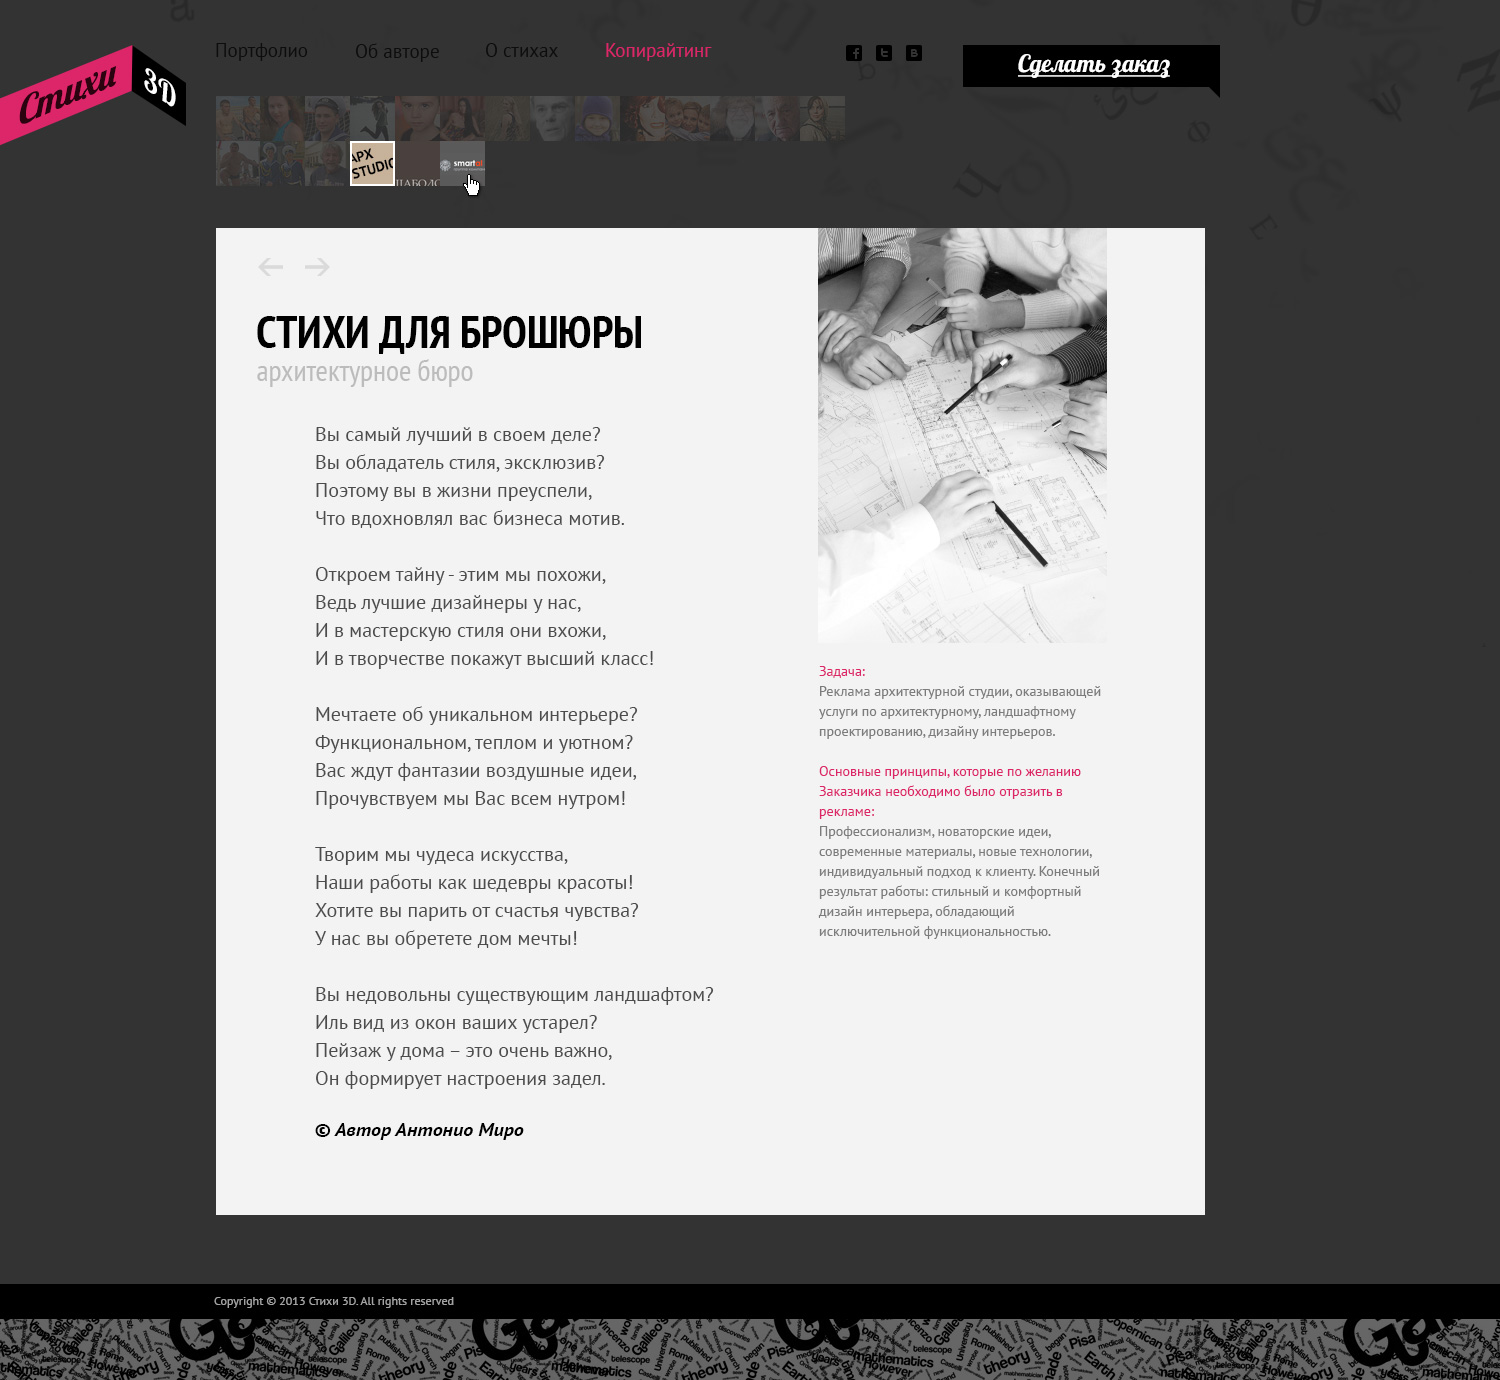 Стихи 3D
Портфолио
Об авторе
О стихах
Копирайтинг
Сделать заказ
АРХ
STUDIO
smart
СТИХИ ДЛЯ БРОШЮРЫ
архитектурное бюро
Вы самый лучший в своем деле?
Вы обладатель стиля, эксклюзив?
Поэтому вы в жизни преуспели,
Что вдохновлял вас бизнеса мотив.
Откроем тайну - этим мы похожи,
Ведь лучшие дизайнеры у нас,
И в мастерскую стиля они вхожи,
И в творчестве покажут высший класс!
Мечтаете об уникальном интерьере?
Функциональном, теплом и уютном?
Вас ждут фантазии воздушные идеи,
Прочувствуем мы Вас всем нутром!
Творим мы чудеса искусства,
Наши работы как шедевры красоты!
Хотите вы парить от счастья чувства?
У нас вы обретете дом мечты!
Вы недовольны существующим ландшафтом?
Иль вид из окон ваших устарел?
Пейзаж у дома – это очень важно,
Он формирует настроения задел.
© Автор Антонио Миро
Задача:
Реклама архитектурной студии, оказывающей
услуги по архитектурному, ландшафтному
проектированию, дизайну интерьеров.
Основные принципы, которые по желанию
Заказчика необходимо было отразить в
рекламе:
Профессионализм, новаторские идеи,
современные материалы, новые технологии,
индивидуальный подход к клиенту. Конечный
результат работы: стильный и комфортный
дизайн интерьера, обладающий
исключительной функциональностью.
Copyright © 2013 Стихи 3D. All rights reserved